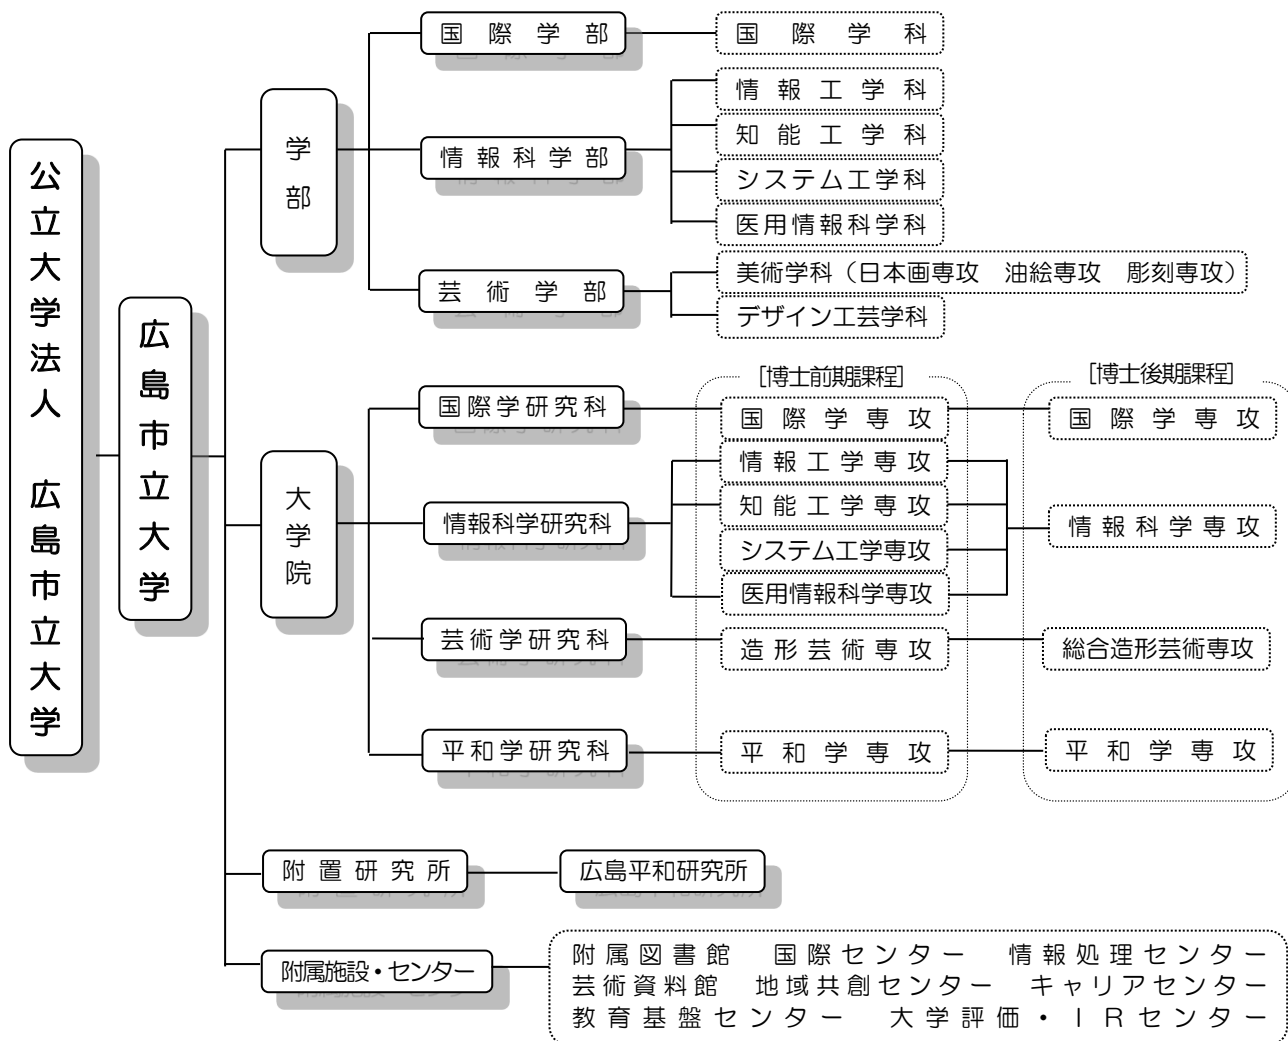 公立大学法人 広島市立大学
広島市立大学
学部
国際学部
国際学科
情報科学部
情報工学科
知能工学科
システム工学科
医用情報科学科
芸術学部
美術学科（日本画専攻　油絵専攻　彫刻専攻）
デザイン工芸学科
大学院
[博士前期課程]
[博士後期課程]
国際学研究科
国際学専攻
国際学専攻
情報科学研究科
情報工学専攻
知能工学専攻
システム工学専攻
医用情報科学専攻
情報科学専攻
芸術学研究科
造形芸術専攻
総合造形芸術専攻
平和学研究科
平和学専攻
平和学専攻
附置研究所
広島平和研究所
附属施設・センター
附属図書館　国際センター　情報処理センター
芸術資料館　地域共創センター　キャリアセンター
教育基盤センター　大学評価・ＩＲセンター